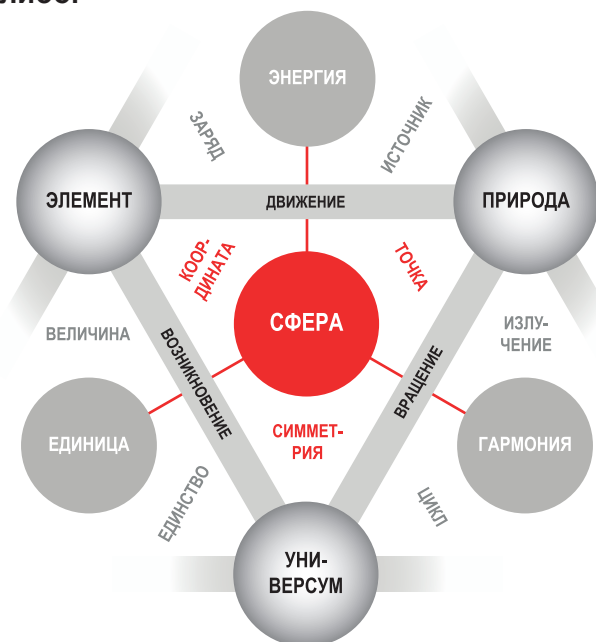 ЭНЕРГИЯ
ЗАРЯД
ИСТОЧНИК
ЭЛЕМЕНТ
ДВИЖЕНИЕ
ПРИРОДА
КООР-
ДИНАТА
ТОЧКА
СФЕРА
ВЕЛИЧИНА
ВОЗНИКНОВЕНИЕ
ВРАЩЕНИЕ
ИЗЛУ-
ЧЕНИЕ
ЕДИНИЦА
СИММЕТ-
РИЯ
ГАРМОНИЯ
ЕДИНСТВО
ЦИКЛ
УНИ-
ВЕРСУМ